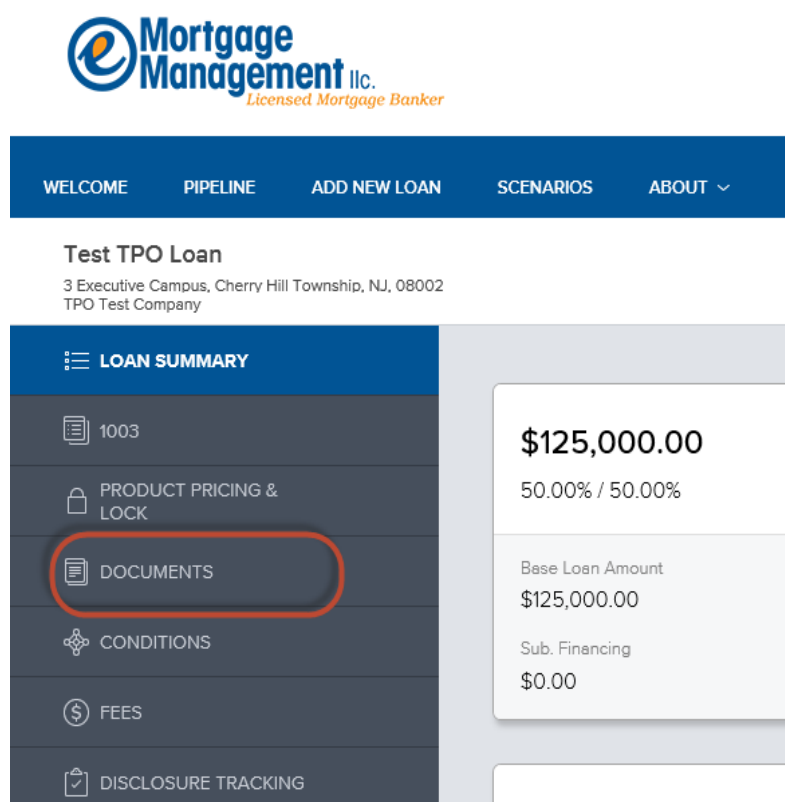 Mortgage
Management llc.
Licensed Mortgage Banker
WELCOME PIPELINE ADD NEW LOAN SCENARIOS ABOUT
Test TPO Loan
3 Executive Campus, Cherry Hill Township, NJ, 08002
TPO Test Company
LOAN SUMMARY
1003
PRODUCT PRICING &
LOCK
DOCUMENTS
CONDITIONS
FEES
DISCLOSURE TRACKING
$125,000.00
50.00% / 50.00%
Base Loan Amount
$125,000.00
Sub. Financing
$0.00